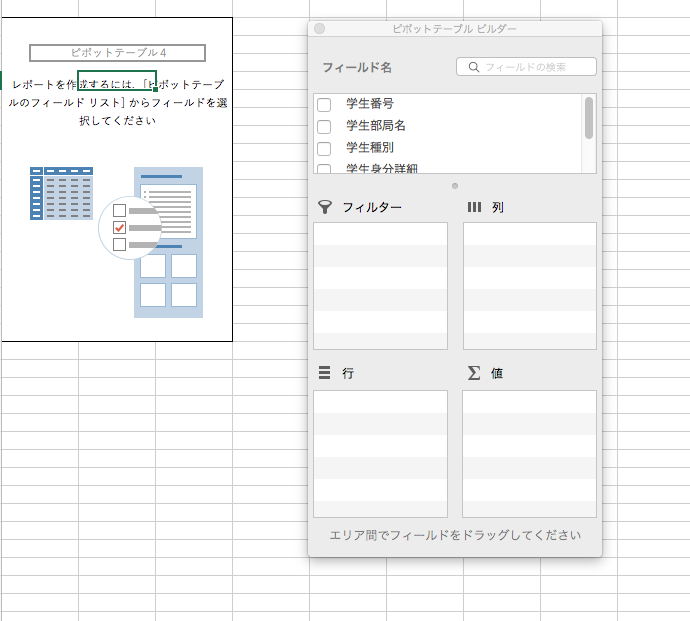 ピボットテーブル4
レポートを作成するには、[ピボットテーブ
ルのフィールド リスト] からフィールドを選
択してください
ピボットテーブル ビルダー
フィールド名
フィールドの検索
学生番号
学生部局名
学生種別
学生身分詳細
フィルター
列
行
値
エリア間でフィールドをドラッグしてください